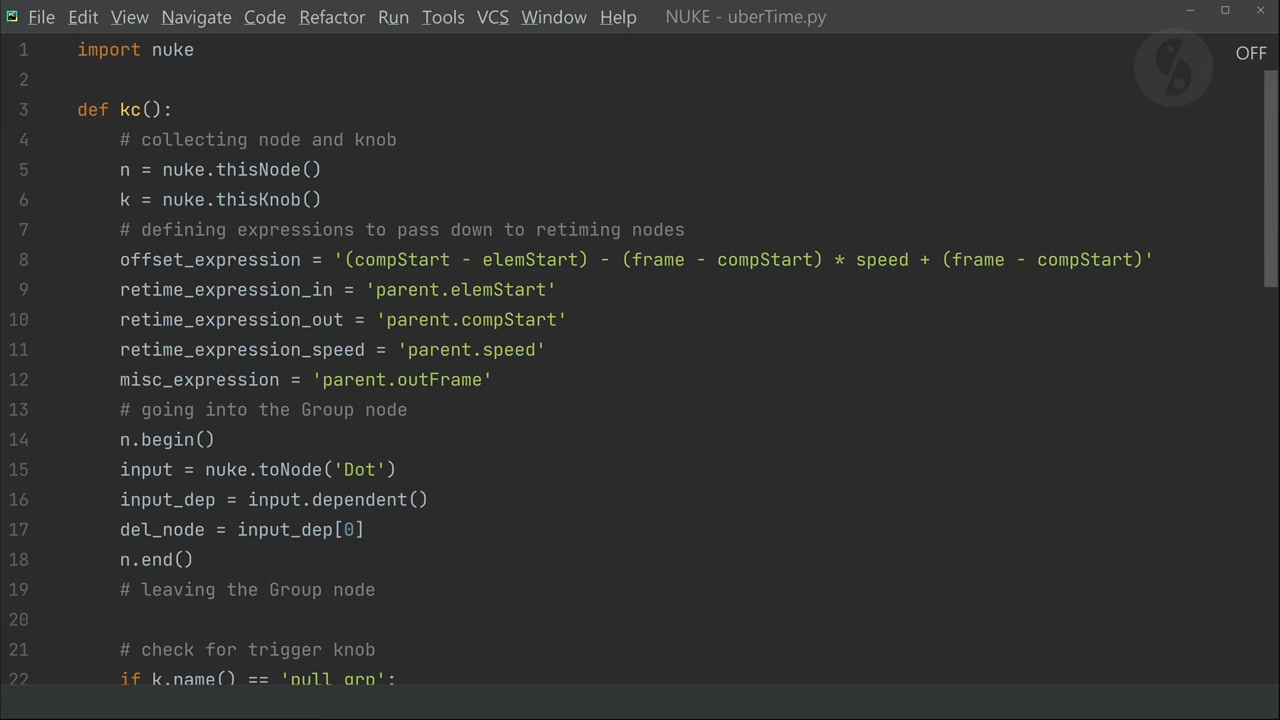 File Edit View Navigate Code Refactor Run Tools VCS Window Help NUKE - uberTime.py
OFF
1 import nuke
2
3 def kc():
4 # collecting node and knob
5 n = nuke.thisNode()
6 k = nuke.thisKnob()
7 # defining expressions to pass down to retiming nodes
8 offset_expression = '(compStart - elemStart) - (frame - compStart) * speed + (frame - compStart)'
9 retime_expression_in = 'parent.elemStart'
10 retime_expression_out = 'parent.compStart'
11 retime_expression_speed = 'parent.speed'
12 misc_expression = 'parent.outFrame'
13 # going into the Group node
14 n.begin()
15 input = nuke.toNode('Dot')
16 input_dep = input.dependent()
17 del_node = input_dep[0]
18 n.end()
19 # leaving the Group node
20
21 # check for trigger knob
22 if k.name() == 'pull_grp':